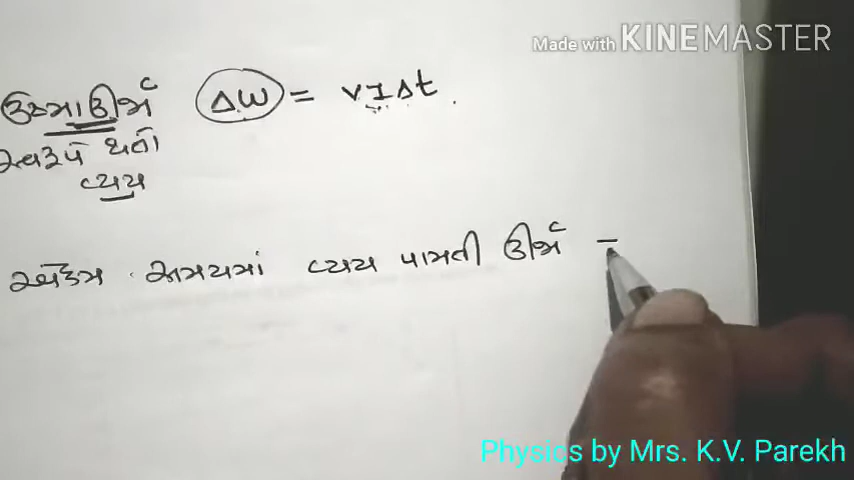 Made with KINEMASTER
ઉષ્માઊર્જા ΔW = VIΔt.
સ્વરૂપે થતો
વ્યય
એકમ સમયમાં વ્યય પામતી ઊર્જા =
Physics by Mrs. K.V. Parekh